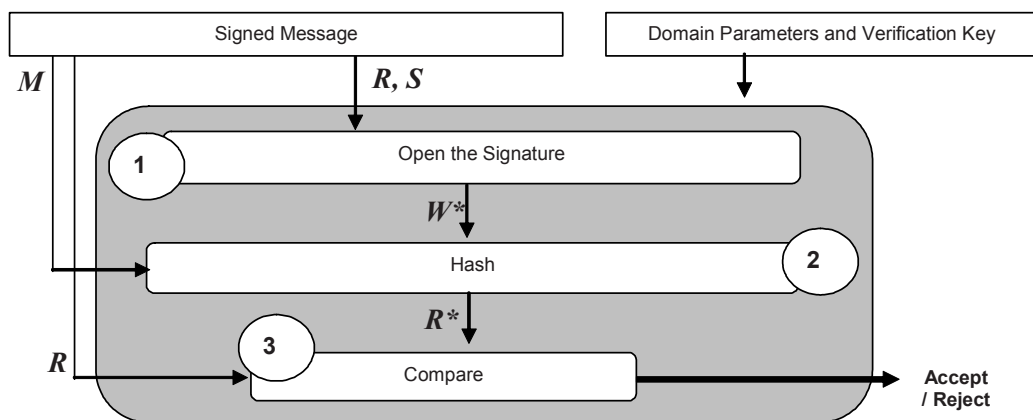 Signed Message
Domain Parameters and Verification Key
M
R, S
1
Open the Signature
W*
Hash
2
R*
3
R
Compare
Accept
/ Reject